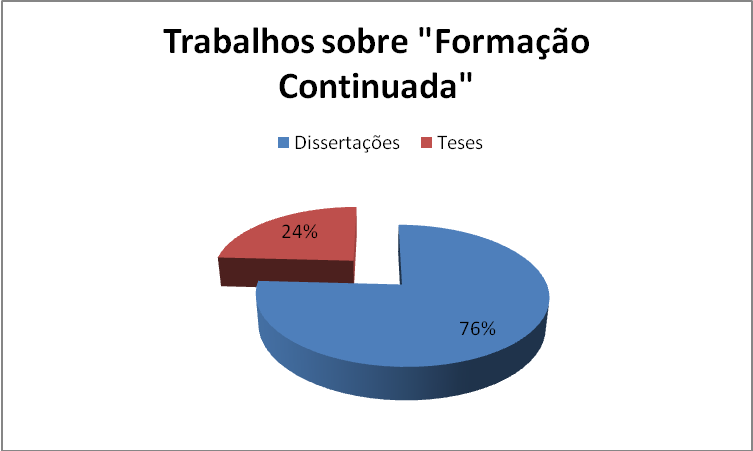 Trabalhos sobre "Formação
Continuada"
Dissertações Teses
24%
76%